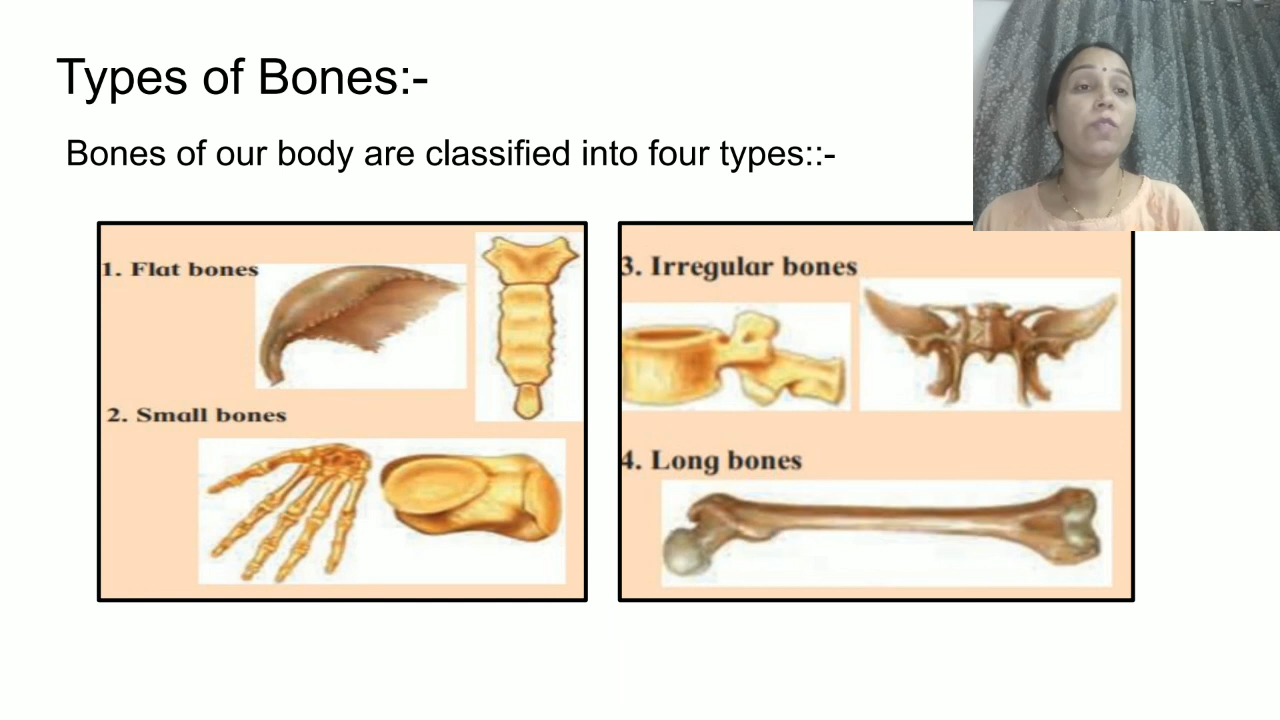 Types of Bones:-
Bones of our body are classified into four types::-
1. Flat bones
2. Small bones
3. Irregular bones
4. Long bones